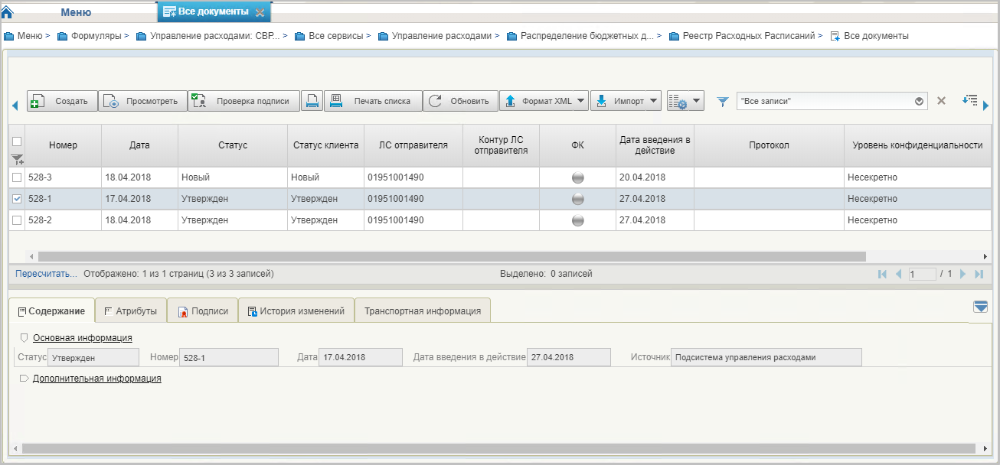 Меню Все документы
Меню > Формуляры > Управление расходами: СВР... > Все сервисы > Управление расходами > Распределение бюджетных д... > Реестр Расходных Расписаний > Все документы
Создать Просмотреть Проверка подписи Печать списка Обновить Формат XML Импорт "Все записи"
Номер Дата Статус Статус клиента ЛС отправителя Контур ЛС отправителя ФК Дата введения в действие Протокол Уровень конфиденциальности
528-3 18.04.2018 Новый Новый 01951001490 20.04.2018 Несекретно
528-1 17.04.2018 Утвержден Утвержден 01951001490 27.04.2018 Несекретно
528-2 18.04.2018 Утвержден Утвержден 01951001490 27.04.2018 Несекретно
Пересчитать... Отображено: 1 из 1 страниц (3 из 3 записей) Выделено: 0 записей 1 / 1
Содержание Атрибуты Подписи История изменений Транспортная информация
Основная информация
Статус Утвержден Номер 528-1 Дата 17.04.2018 Дата введения в действие 27.04.2018 Источник Подсистема управления расходами
Дополнительная информация